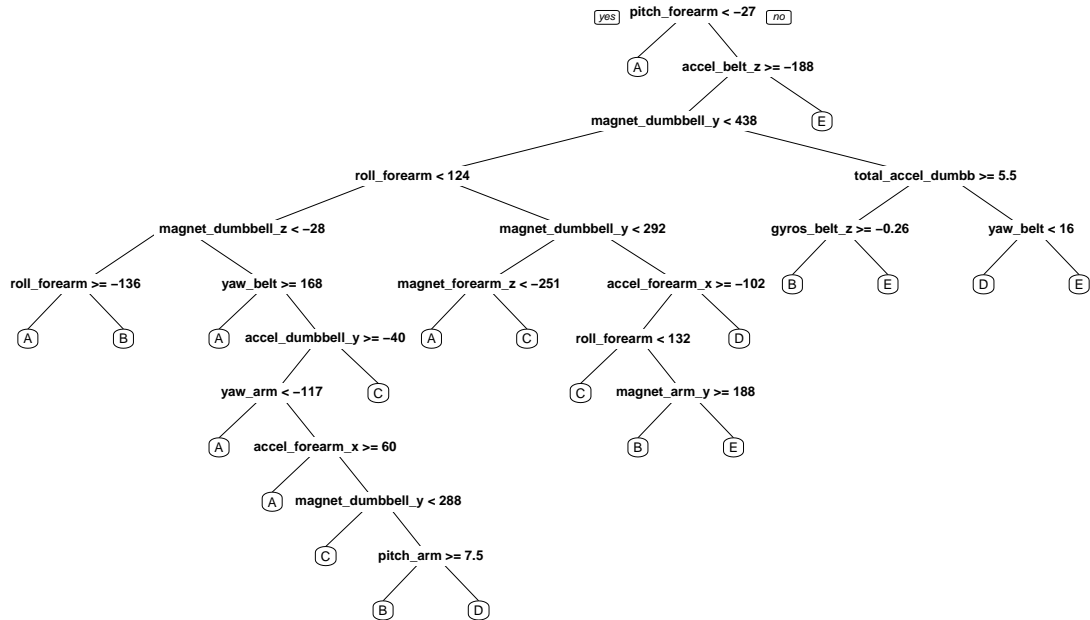 yes pitch_forearm < −27 no
A accel_belt_z >= −188
magnet_dumbbell_y < 438 E
roll_forearm < 124 total_accel_dumbb >= 5.5
magnet_dumbbell_z < −28 magnet_dumbbell_y < 292 gyros_belt_z >= −0.26 yaw_belt < 16
roll_forearm >= −136 yaw_belt >= 168 magnet_forearm_z < −251 accel_forearm_x >= −102 B E D E
A B A accel_dumbbell_y >= −40 A C roll_forearm < 132 D
yaw_arm < −117 C C magnet_arm_y >= 188
A accel_forearm_x >= 60 B E
A magnet_dumbbell_y < 288
C pitch_arm >= 7.5
B D